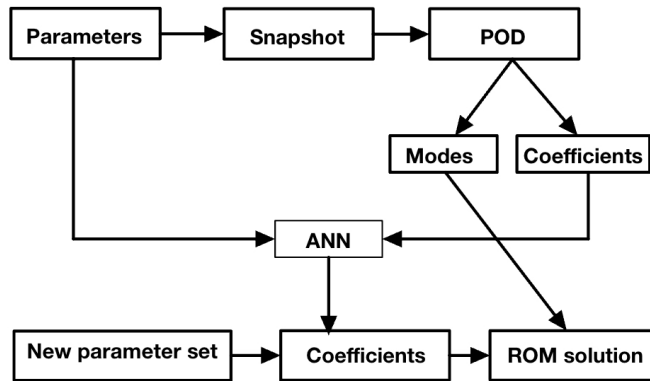 Parameters
Snapshot
POD
Modes
Coefficients
ANN
New parameter set
Coefficients
ROM solution